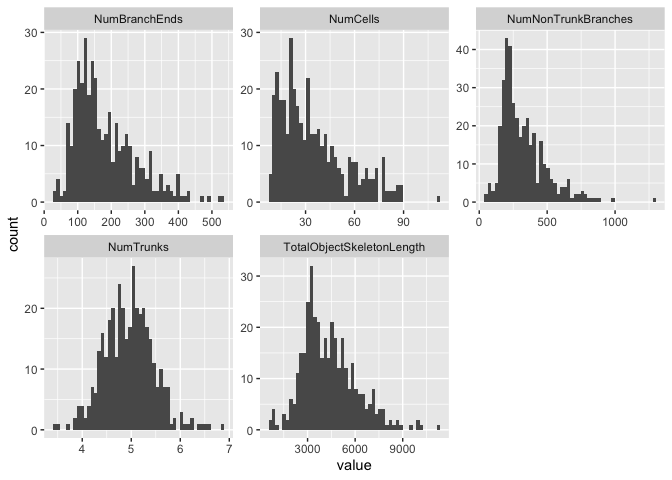 NumBranchEnds
NumCells
NumNonTrunkBranches
30
20
10
0
0 100 200 300 400 500
30
20
10
0
30 60 90
40
30
20
10
0
0 500 1000
count
NumTrunks
TotalObjectSkeletonLength
20
10
0
4 5 6 7
30
20
10
0
3000 6000 9000
value